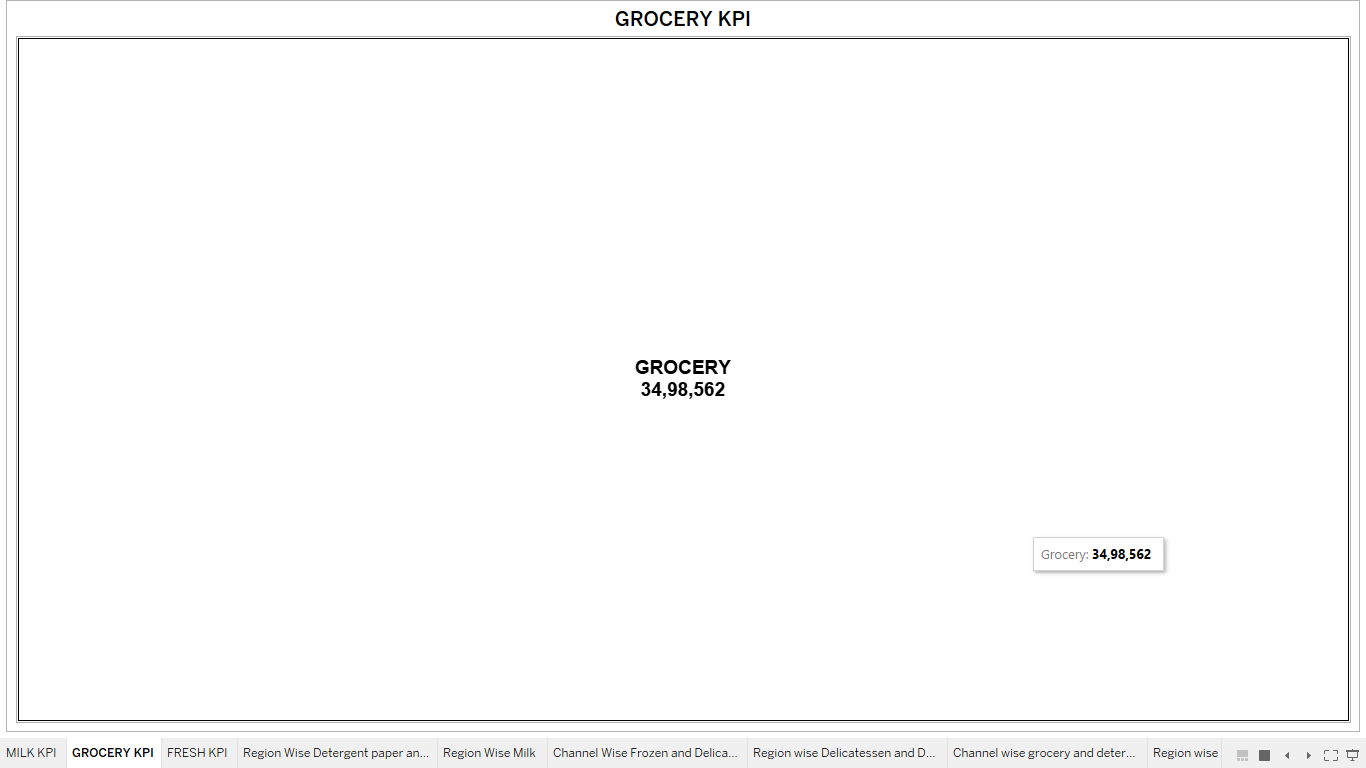 GROCERY KPI
GROCERY
34,98,562
Grocery: 34,98,562
MILK KPI GROCERY KPI FRESH KPI Region Wise Detergent paper an... Region Wise Milk Channel Wise Frozen and Delica... Region wise Delicatessen and D... Channel wise grocery and deter... Region wise